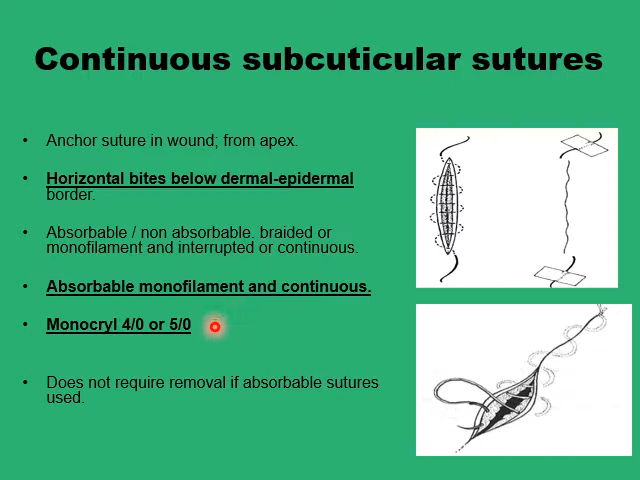 Continuous subcuticular sutures
• Anchor suture in wound; from apex.
• Horizontal bites below dermal-epidermal
border.
• Absorbable / non absorbable. braided or
monofilament and interrupted or continuous.
• Absorbable monofilament and continuous.
• Monocryl 4/0 or 5/0
• Does not require removal if absorbable sutures
used.